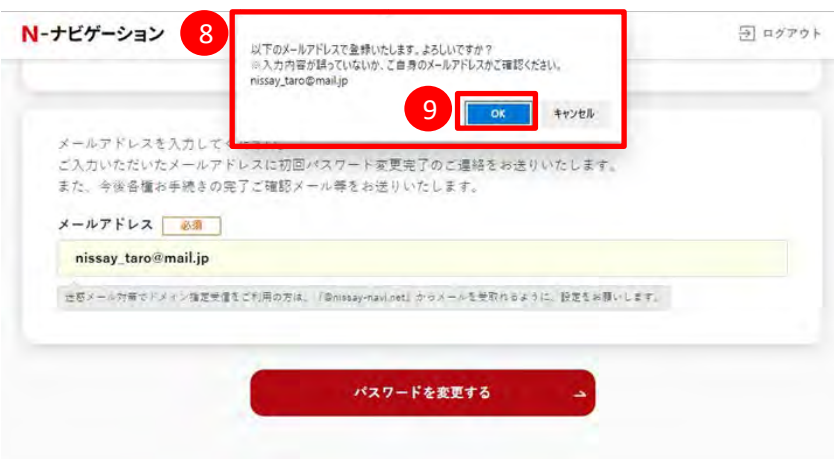 N-ナビゲーション
8
ログアウト
以下のメールアドレスで登録いたします。よろしいですか？
※入力内容が誤っていないか、ご自身のメールアドレスかご確認ください。
nissay_taro@mail.jp
9
OK
キャンセル
メールアドレスを入力して
ご入力いただいたメールアドレスに初回パスワード変更完了のご連絡をお送りいたします。
また、今後各種お手続きの完了ご確認メール等をお送りいたします。
メールアドレス 必須
nissay_taro@mail.jp
迷惑メール対策でドメイン指定受信をご利用の方は、「@nissay-navi.net」からメールを受取れるように、設定をお願いします。
パスワードを変更する